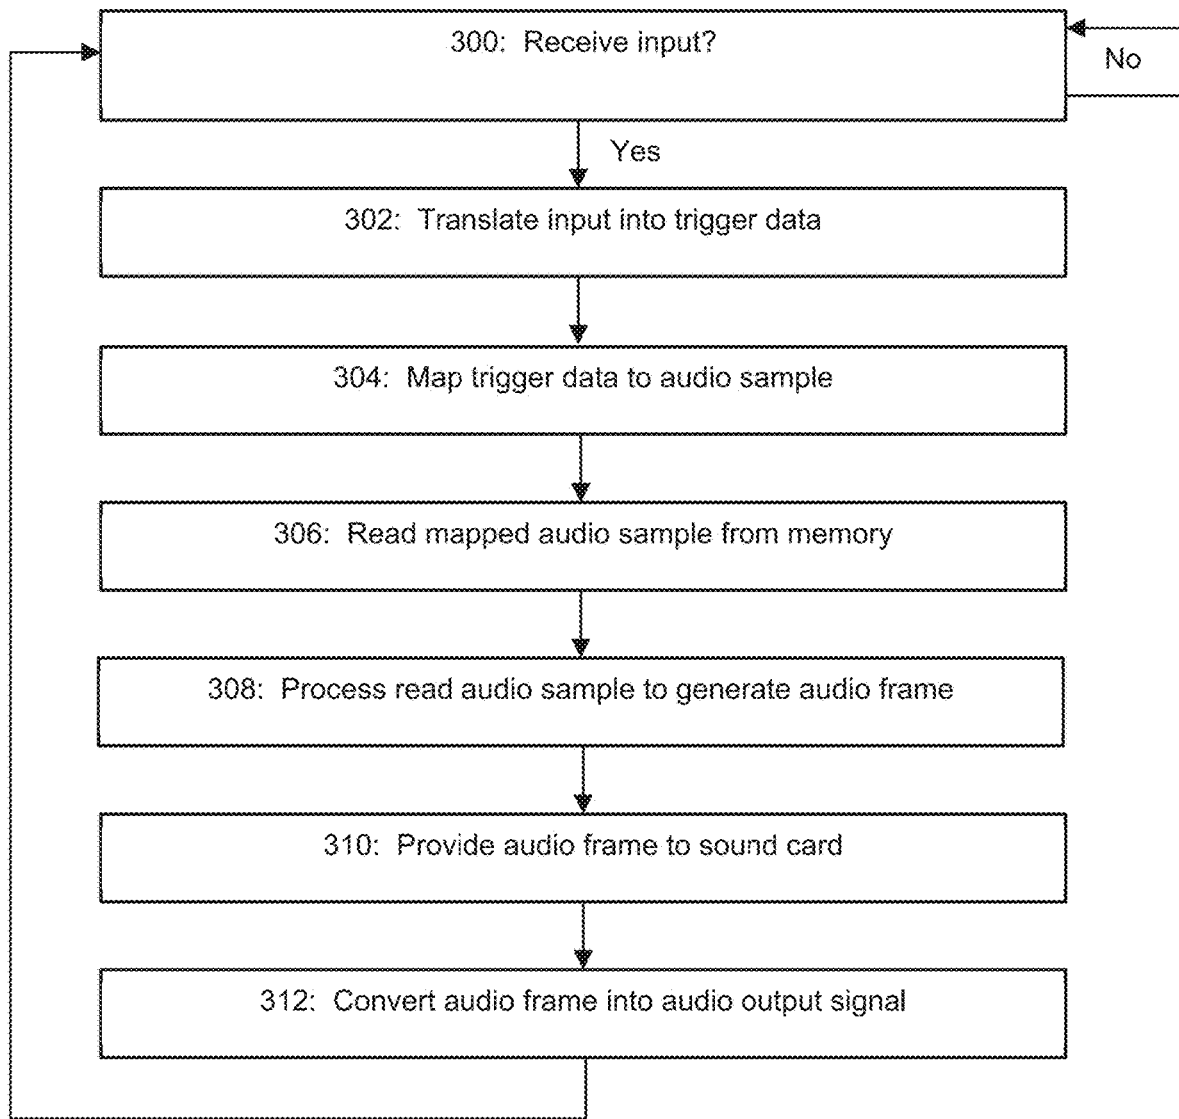 300: Receive input?
No
Yes
302: Translate input into trigger data
304: Map trigger data to audio sample
306: Read mapped audio sample from memory
308: Process read audio sample to generate audio frame
310: Provide audio frame to sound card
312: Convert audio frame into audio output signal